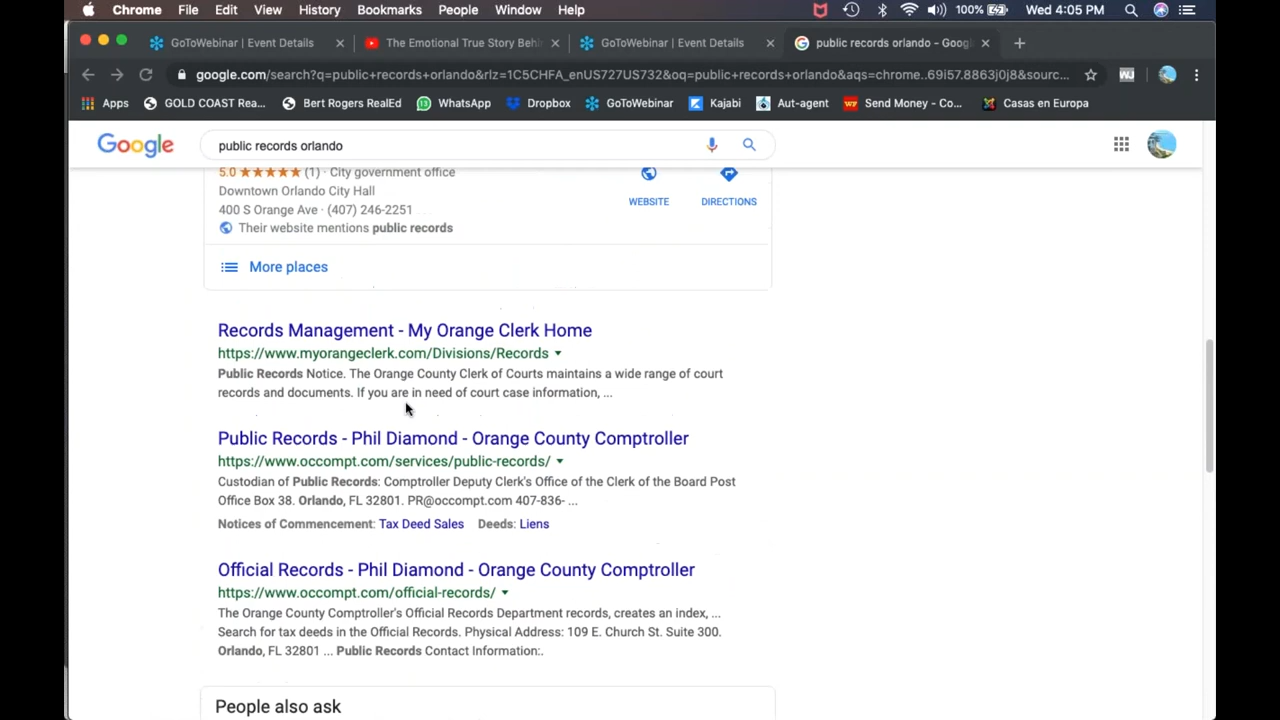 Chrome File Edit View History Bookmarks People Window Help 100% Wed 4:05 PM
GoToWebinar | Event Details The Emotional True Story Behi GoToWebinar | Event Details public records orlando - Goog
google.com/search?q=public+records+orlando&rlz=1C5CHFA_enUS727US732&oq=public+records+orlando&aqs=chrome..69i57.8863j0j8&sourc...
Apps GOLD COAST Rea... Bert Rogers RealEd WhatsApp Dropbox GoToWebinar Kajabi Aut-agent Send Money - Co... Casas en Europa
Google public records orlando
5.0 ★★★★★ (1) · City government office
Downtown Orlando City Hall
400 S Orange Ave · (407) 246-2251
WEBSITE DIRECTIONS
Their website mentions public records
More places
Records Management - My Orange Clerk Home
https://www.myorangeclerk.com/Divisions/Records
Public Records Notice. The Orange County Clerk of Courts maintains a wide range of court
records and documents. If you are in need of court case information, ...
Public Records - Phil Diamond - Orange County Comptroller
https://www.occompt.com/services/public-records/
Custodian of Public Records: Comptroller Deputy Clerk's Office of the Clerk of the Board Post
Office Box 38. Orlando, FL 32801. PR@occompt.com 407-836- ...
Notices of Commencement: Tax Deed Sales Deeds: Liens
Official Records - Phil Diamond - Orange County Comptroller
https://www.occompt.com/official-records/
The Orange County Comptroller's Official Records Department records, creates an index, ...
Search for tax deeds in the Official Records. Physical Address: 109 E. Church St. Suite 300.
Orlando, FL 32801 ... Public Records Contact Information:.
People also ask